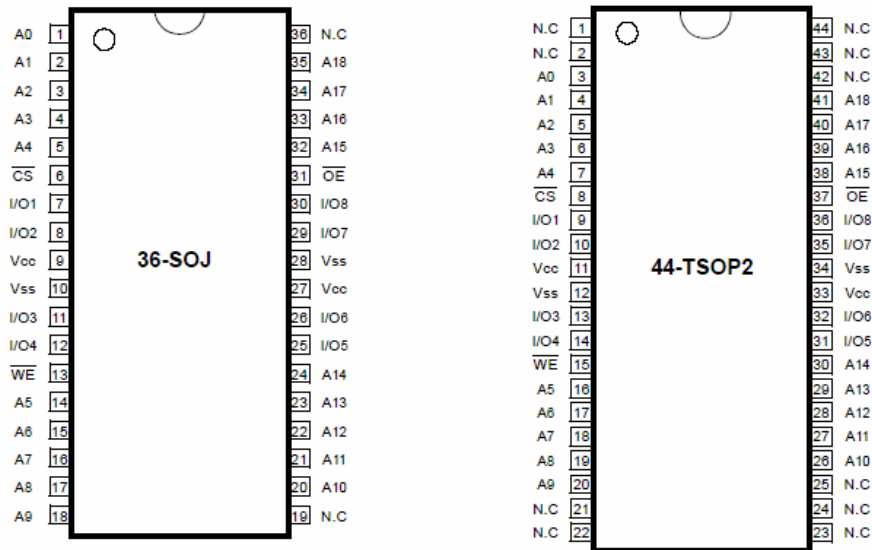 A0 1 36 N.C
A1 2 35 A18
A2 3 34 A17
A3 4 33 A16
A4 5 32 A15
C̅S̅ 6 31 O̅E̅
I/O1 7 30 I/O8
I/O2 8 29 I/O7
Vcc 9 36-SOJ 28 Vss
Vss 10 27 Vcc
I/O3 11 26 I/O6
I/O4 12 25 I/O5
W̅E̅ 13 24 A14
A5 14 23 A13
A6 15 22 A12
A7 16 21 A11
A8 17 20 A10
A9 18 19 N.C
N.C 1 44 N.C
N.C 2 43 N.C
A0 3 42 N.C
A1 4 41 A18
A2 5 40 A17
A3 6 39 A16
A4 7 38 A15
C̅S̅ 8 37 O̅E̅
I/O1 9 36 I/O8
I/O2 10 35 I/O7
Vcc 11 44-TSOP2 34 Vss
Vss 12 33 Vcc
I/O3 13 32 I/O6
I/O4 14 31 I/O5
W̅E̅ 15 30 A14
A5 16 29 A13
A6 17 28 A12
A7 18 27 A11
A8 19 26 A10
A9 20 25 N.C
N.C 21 24 N.C
N.C 22 23 N.C